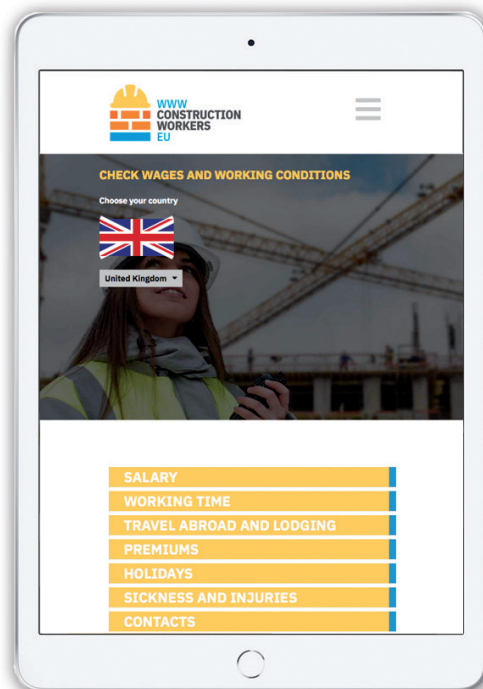 WWW
CONSTRUCTION
WORKERS
EU
CHECK WAGES AND WORKING CONDITIONS
Choose your country
United Kingdom
SALARY
WORKING TIME
TRAVEL ABROAD AND LODGING
PREMIUMS
HOLIDAYS
SICKNESS AND INJURIES
CONTACTS